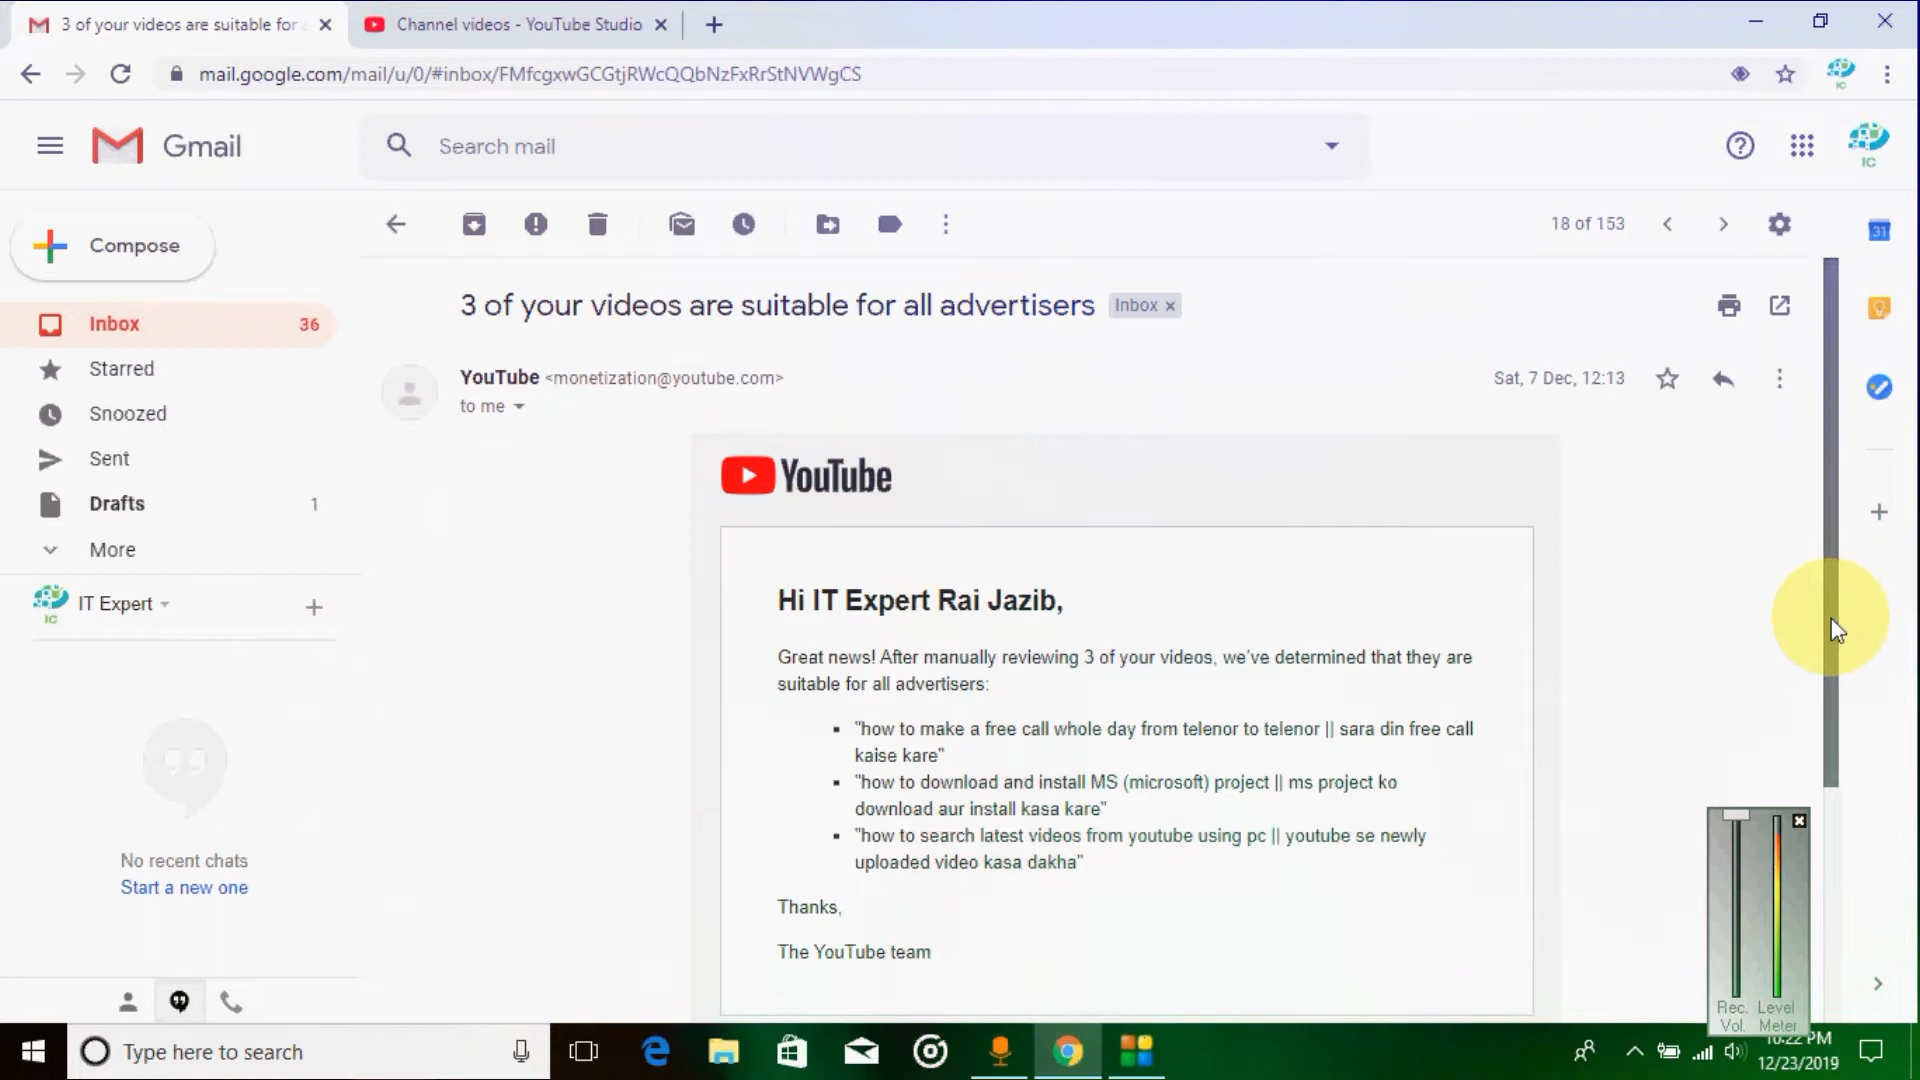 3 of your videos are suitable for a
Channel videos - YouTube Studio
mail.google.com/mail/u/0/#inbox/FMfcgxwGCGtjRWcQQbNzFxRrStNVWgCS
Gmail
Search mail
IC
Compose
18 of 153
31
Inbox 36
3 of your videos are suitable for all advertisers Inbox x
Starred
YouTube <monetization@youtube.com>
Sat, 7 Dec, 12:13
to me
Snoozed
Sent
YouTube
Drafts 1
More
IT Expert
IC
Hi IT Expert Rai Jazib,
Great news! After manually reviewing 3 of your videos, we've determined that they are
suitable for all advertisers:
▪ "how to make a free call whole day from telenor to telenor || sara din free call
kaise kare"
▪ "how to download and install MS (microsoft) project || ms project ko
download aur install kasa kare"
▪ "how to search latest videos from youtube using pc || youtube se newly
uploaded video kasa dakha"
Thanks,
The YouTube team
No recent chats
Start a new one
Rec. Level
Vol. Meter
Type here to search
10:22 PM
12/23/2019